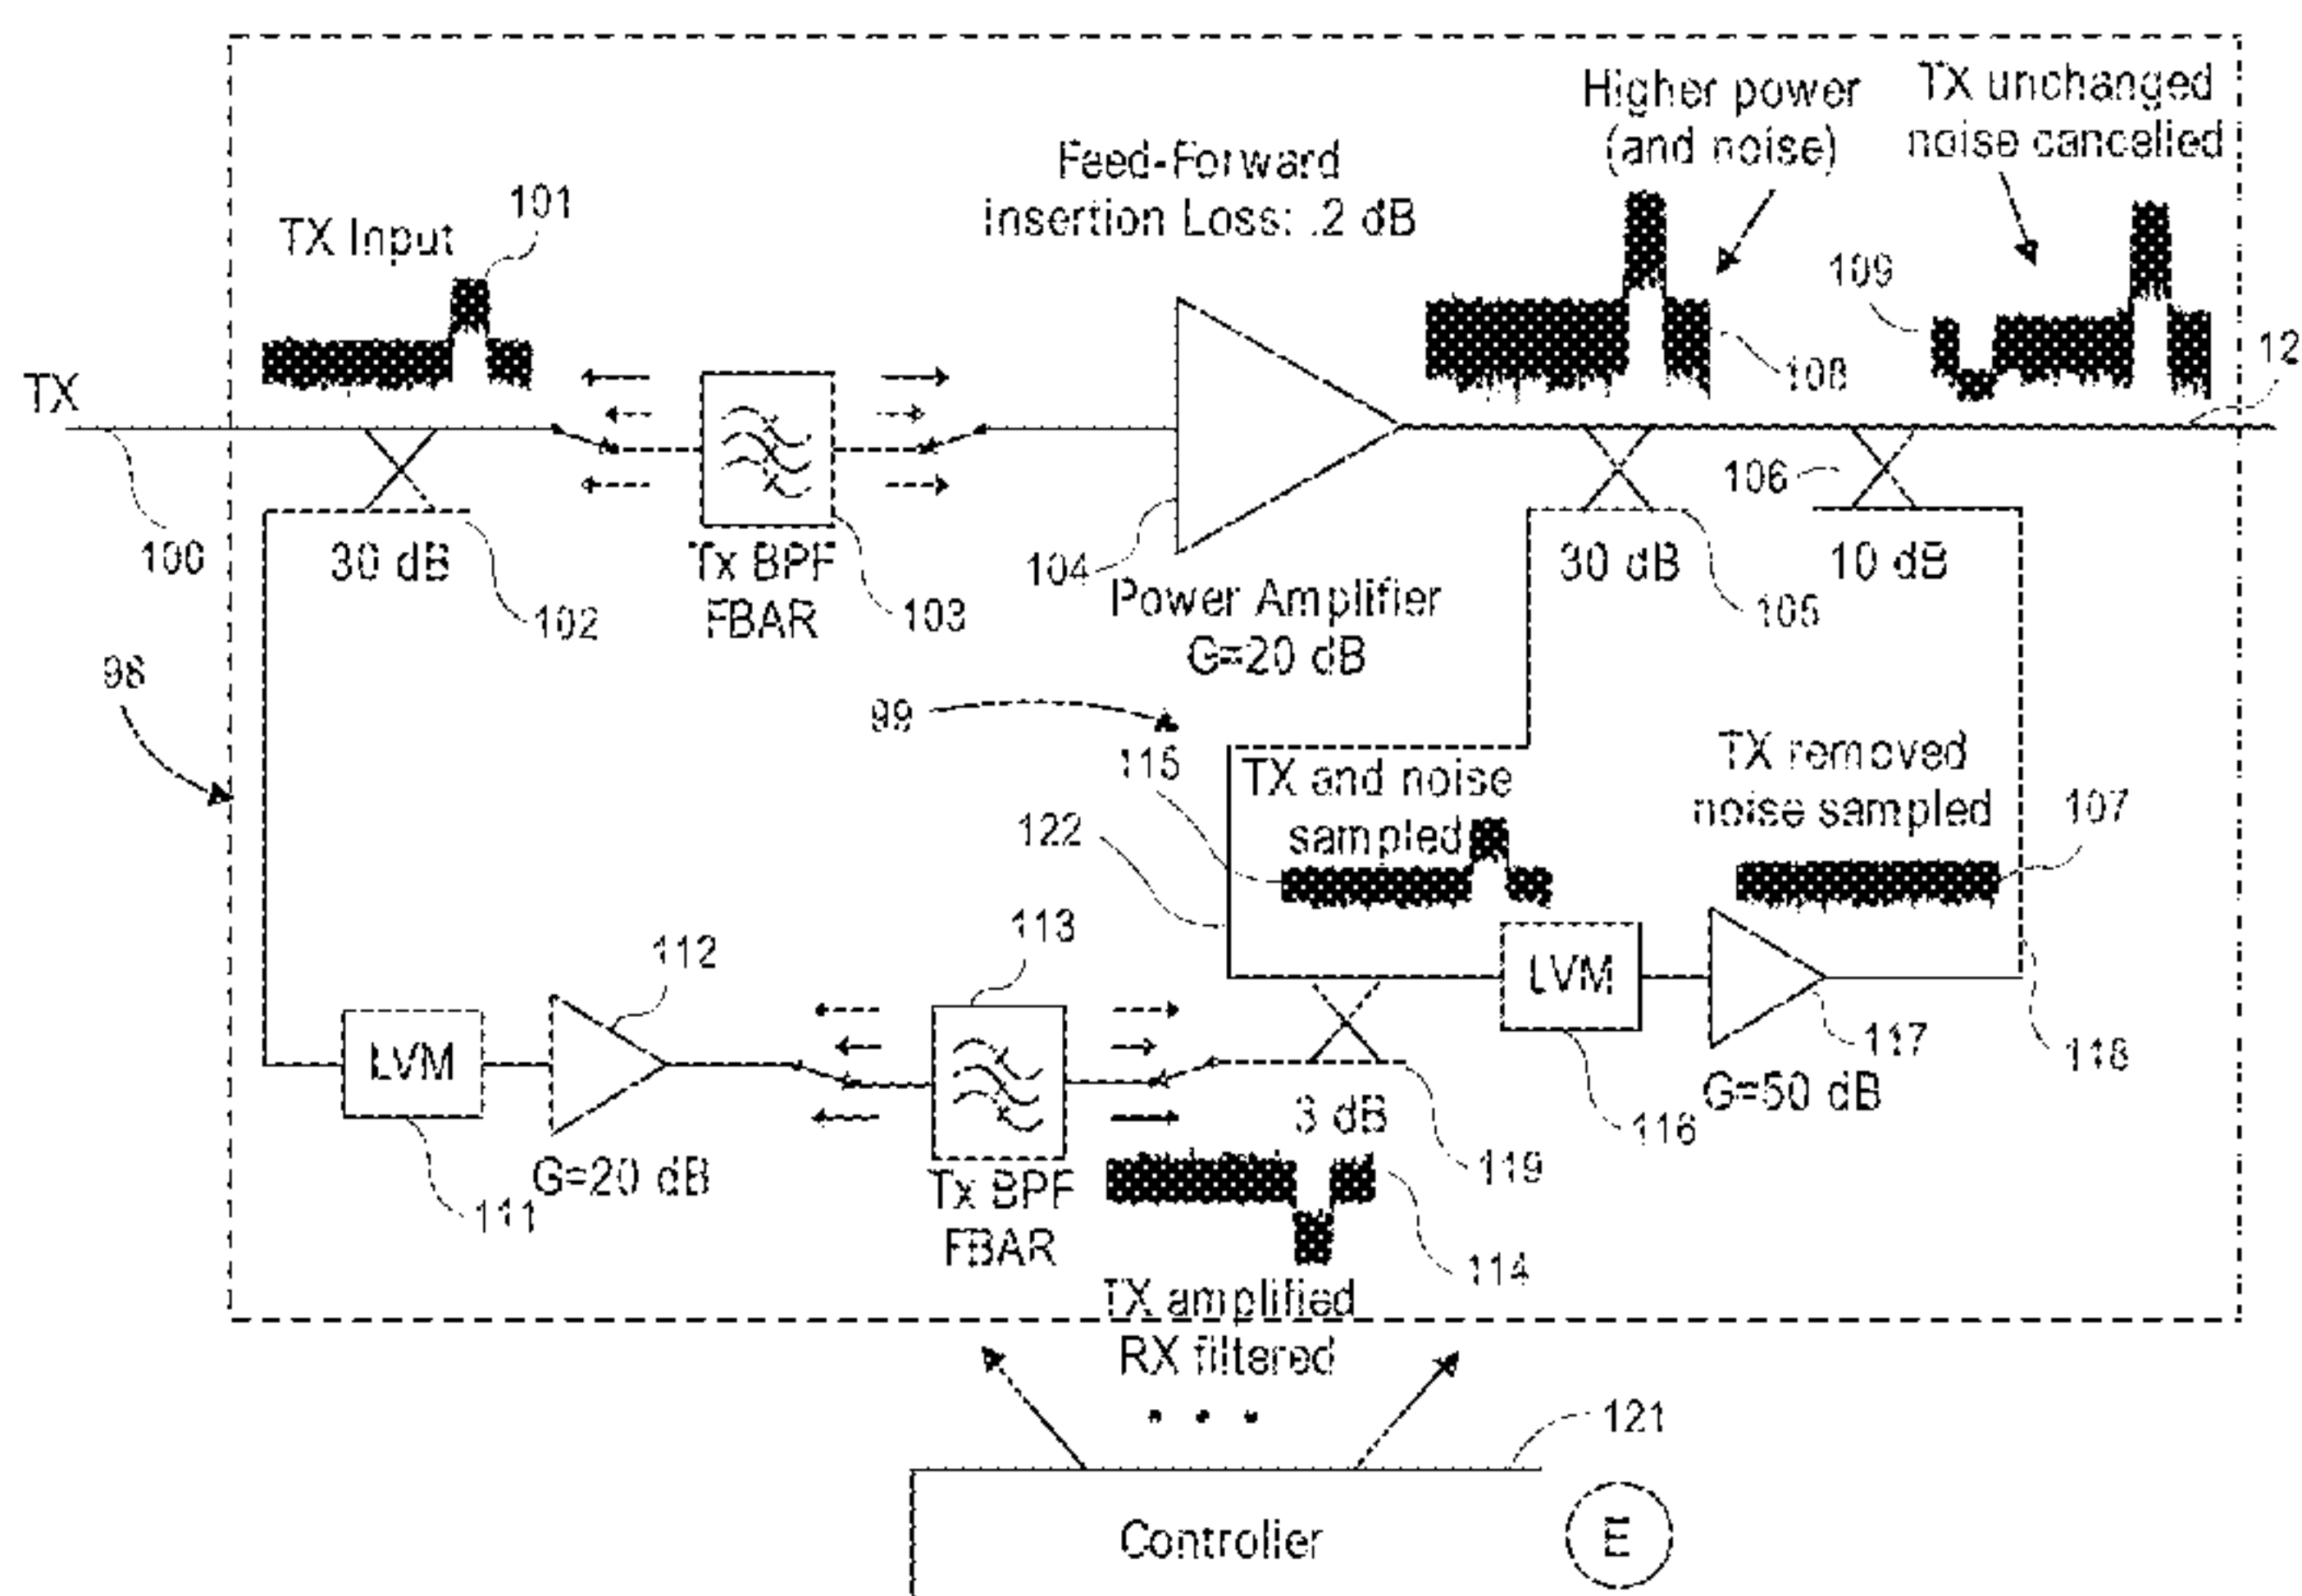 Higher power
(and noise)
TX unchanged
noise cancelled
Feed-Forward
Insertion Loss: .2 dB
TX Input
101
109
108
12
TX
100
30 dB
102
Tx BPF
FBAR
103
104
Power Amplifier
G=20 dB
30 dB
105
106
10 dB
98
99
115
TX and noise
sampled
122
TX removed
noise sampled
107
112
113
LVM
111
G=20 dB
Tx BPF
FBAR
3 dB
119
LVM
116
117
G=50 dB
118
114
TX amplified
RX filtered
121
Controller
E